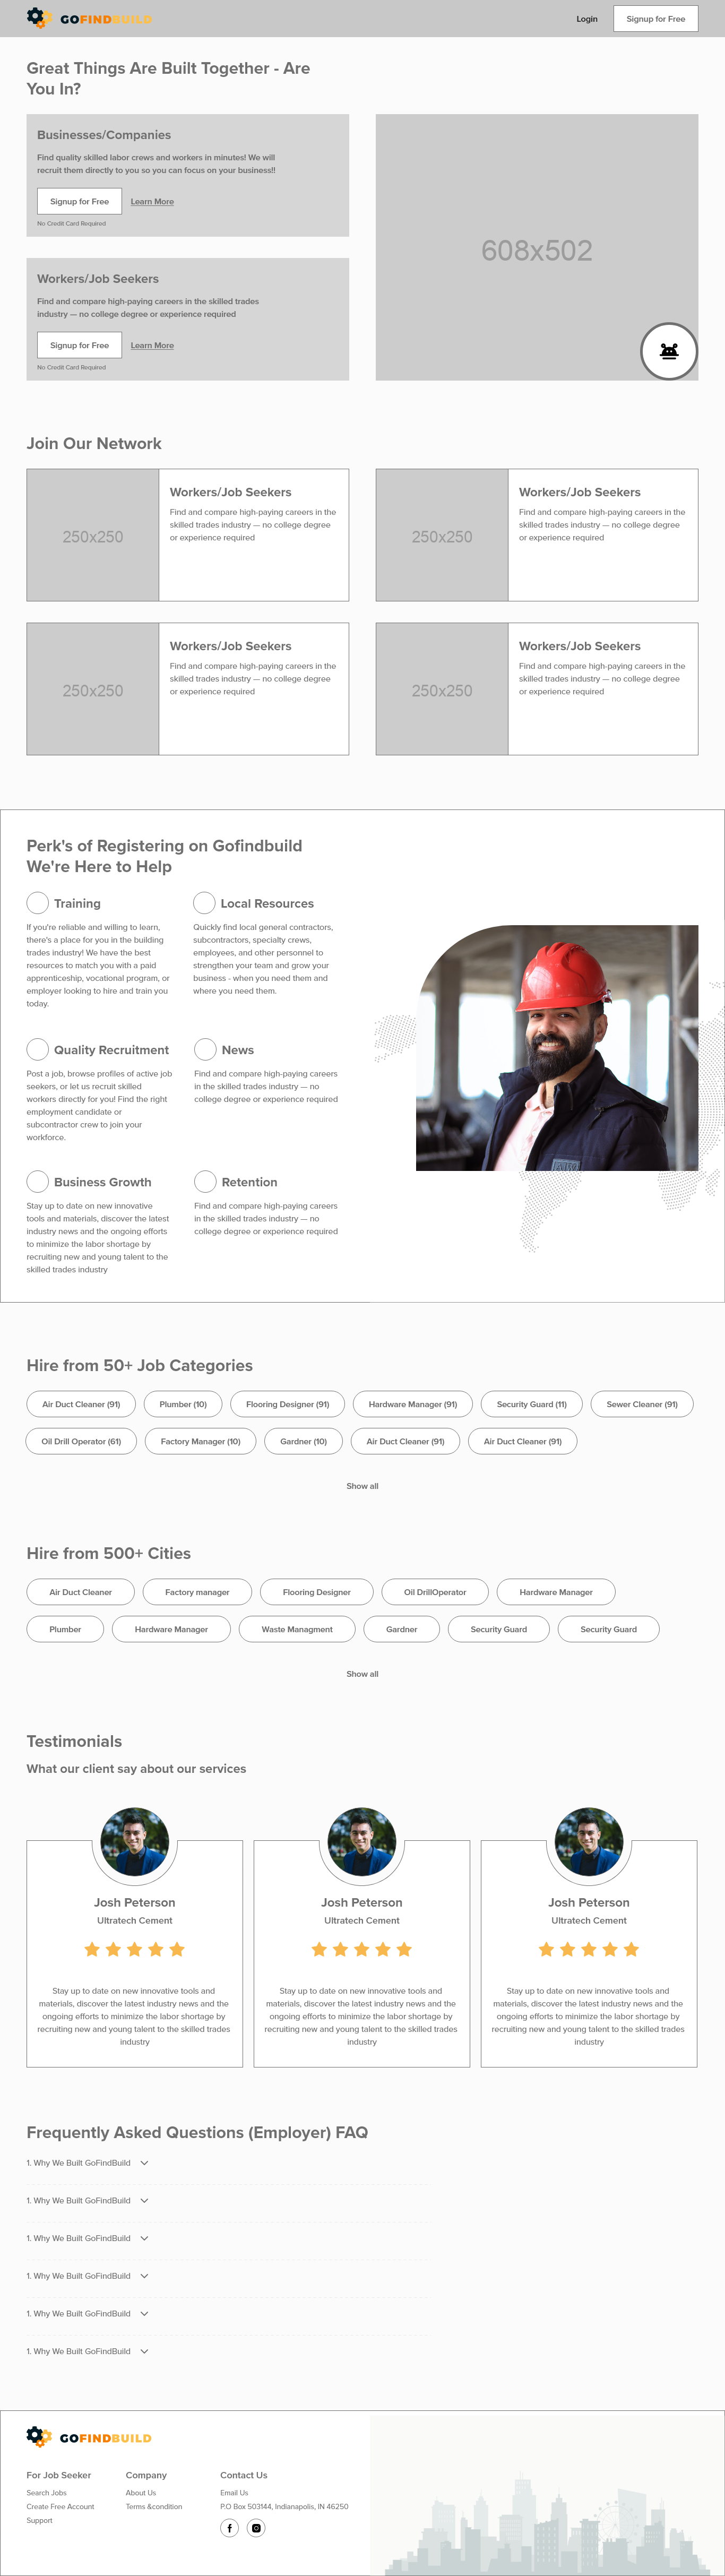 GOFINDBUILD
Login
Signup for Free
Great Things Are Built Together - Are
You In?
Businesses/Companies
Find quality skilled labor crews and workers in minutes! We will
recruit them directly to you so you can focus on your business!!
Signup for Free
Learn More
No Credit Card Required
Workers/Job Seekers
Find and compare high-paying careers in the skilled trades
industry — no college degree or experience required
Signup for Free
Learn More
No Credit Card Required
608x502
Join Our Network
250x250
Workers/Job Seekers
Find and compare high-paying careers in the
skilled trades industry — no college degree
or experience required
250x250
Workers/Job Seekers
Find and compare high-paying careers in the
skilled trades industry — no college degree
or experience required
250x250
Workers/Job Seekers
Find and compare high-paying careers in the
skilled trades industry — no college degree
or experience required
250x250
Workers/Job Seekers
Find and compare high-paying careers in the
skilled trades industry — no college degree
or experience required
Perk's of Registering on Gofindbuild
We're Here to Help
Training
If you're reliable and willing to learn,
there's a place for you in the building
trades industry! We have the best
resources to match you with a paid
apprenticeship, vocational program, or
employer looking to hire and train you
today.
Local Resources
Quickly find local general contractors,
subcontractors, specialty crews,
employees, and other personnel to
strengthen your team and grow your
business - when you need them and
where you need them.
Quality Recruitment
Post a job, browse profiles of active job
seekers, or let us recruit skilled
workers directly for you! Find the right
employment candidate or
subcontractor crew to join your
workforce.
News
Find and compare high-paying careers
in the skilled trades industry — no
college degree or experience required
Business Growth
Stay up to date on new innovative
tools and materials, discover the latest
industry news and the ongoing efforts
to minimize the labor shortage by
recruiting new and young talent to the
skilled trades industry
Retention
Find and compare high-paying careers
in the skilled trades industry — no
college degree or experience required
Hire from 50+ Job Categories
Air Duct Cleaner (91)
Plumber (10)
Flooring Designer (91)
Hardware Manager (91)
Security Guard (11)
Sewer Cleaner (91)
Oil Drill Operator (61)
Factory Manager (10)
Gardner (10)
Air Duct Cleaner (91)
Air Duct Cleaner (91)
Show all
Hire from 500+ Cities
Air Duct Cleaner
Factory manager
Flooring Designer
Oil DrillOperator
Hardware Manager
Plumber
Hardware Manager
Waste Managment
Gardner
Security Guard
Security Guard
Show all
Testimonials
What our client say about our services
Josh Peterson
Ultratech Cement
Stay up to date on new innovative tools and
materials, discover the latest industry news and the
ongoing efforts to minimize the labor shortage by
recruiting new and young talent to the skilled trades
industry
Josh Peterson
Ultratech Cement
Stay up to date on new innovative tools and
materials, discover the latest industry news and the
ongoing efforts to minimize the labor shortage by
recruiting new and young talent to the skilled trades
industry
Josh Peterson
Ultratech Cement
Stay up to date on new innovative tools and
materials, discover the latest industry news and the
ongoing efforts to minimize the labor shortage by
recruiting new and young talent to the skilled trades
industry
Frequently Asked Questions (Employer) FAQ
1. Why We Built GoFindBuild
1. Why We Built GoFindBuild
1. Why We Built GoFindBuild
1. Why We Built GoFindBuild
1. Why We Built GoFindBuild
1. Why We Built GoFindBuild
GOFINDBUILD
For Job Seeker
Search Jobs
Create Free Account
Support
Company
About Us
Terms &condition
Contact Us
Email Us
P.O Box 503144, Indianapolis, IN 46250